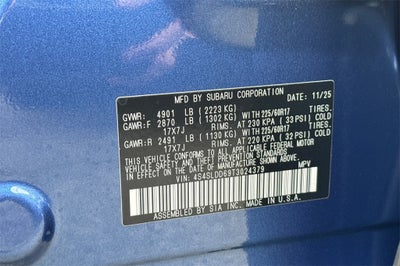 MFD BY SUBARU CORPORATION DATE 11/25
GVWR: 4901 LB (2223 KG)
GAWR:F 2870 LB (1302 KG) WITH 225/60R17 TIRES.
17X7J RIMS. AT 230 KPA (33 PSI) COLD.
GAWR:R 2491 LB (1130 KG) WITH 225/60R17 TIRES.
17X7J RIMS. AT 220 KPA (32 PSI) COLD.
THIS VEHICLE CONFORMS TO ALL APPLICABLE FEDERAL MOTOR
VEHICLE SAFETY AND BUMPER STANDARDS IN EFFECT ON THE
DATE OF MANUFACTURE SHOWN ABOVE.
VIN: 4S4SLDD69T3024379 MPV
ASSEMBLED BY SIA INC. MADE IN U.S.A.